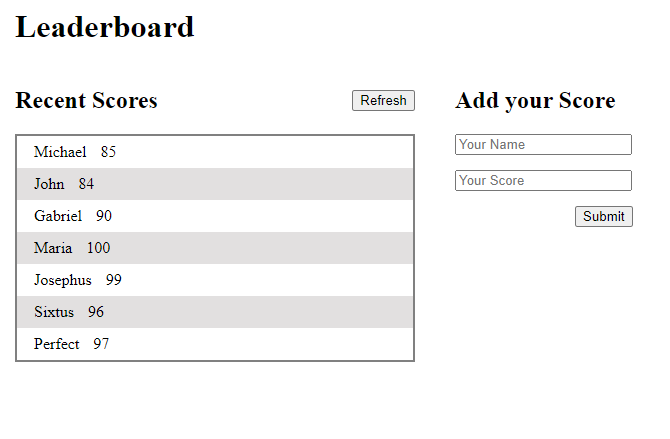 Leaderboard
Recent Scores
Refresh
Michael 85
John 84
Gabriel 90
Maria 100
Josephus 99
Sixtus 96
Perfect 97
Add your Score
Your Name
Your Score
Submit